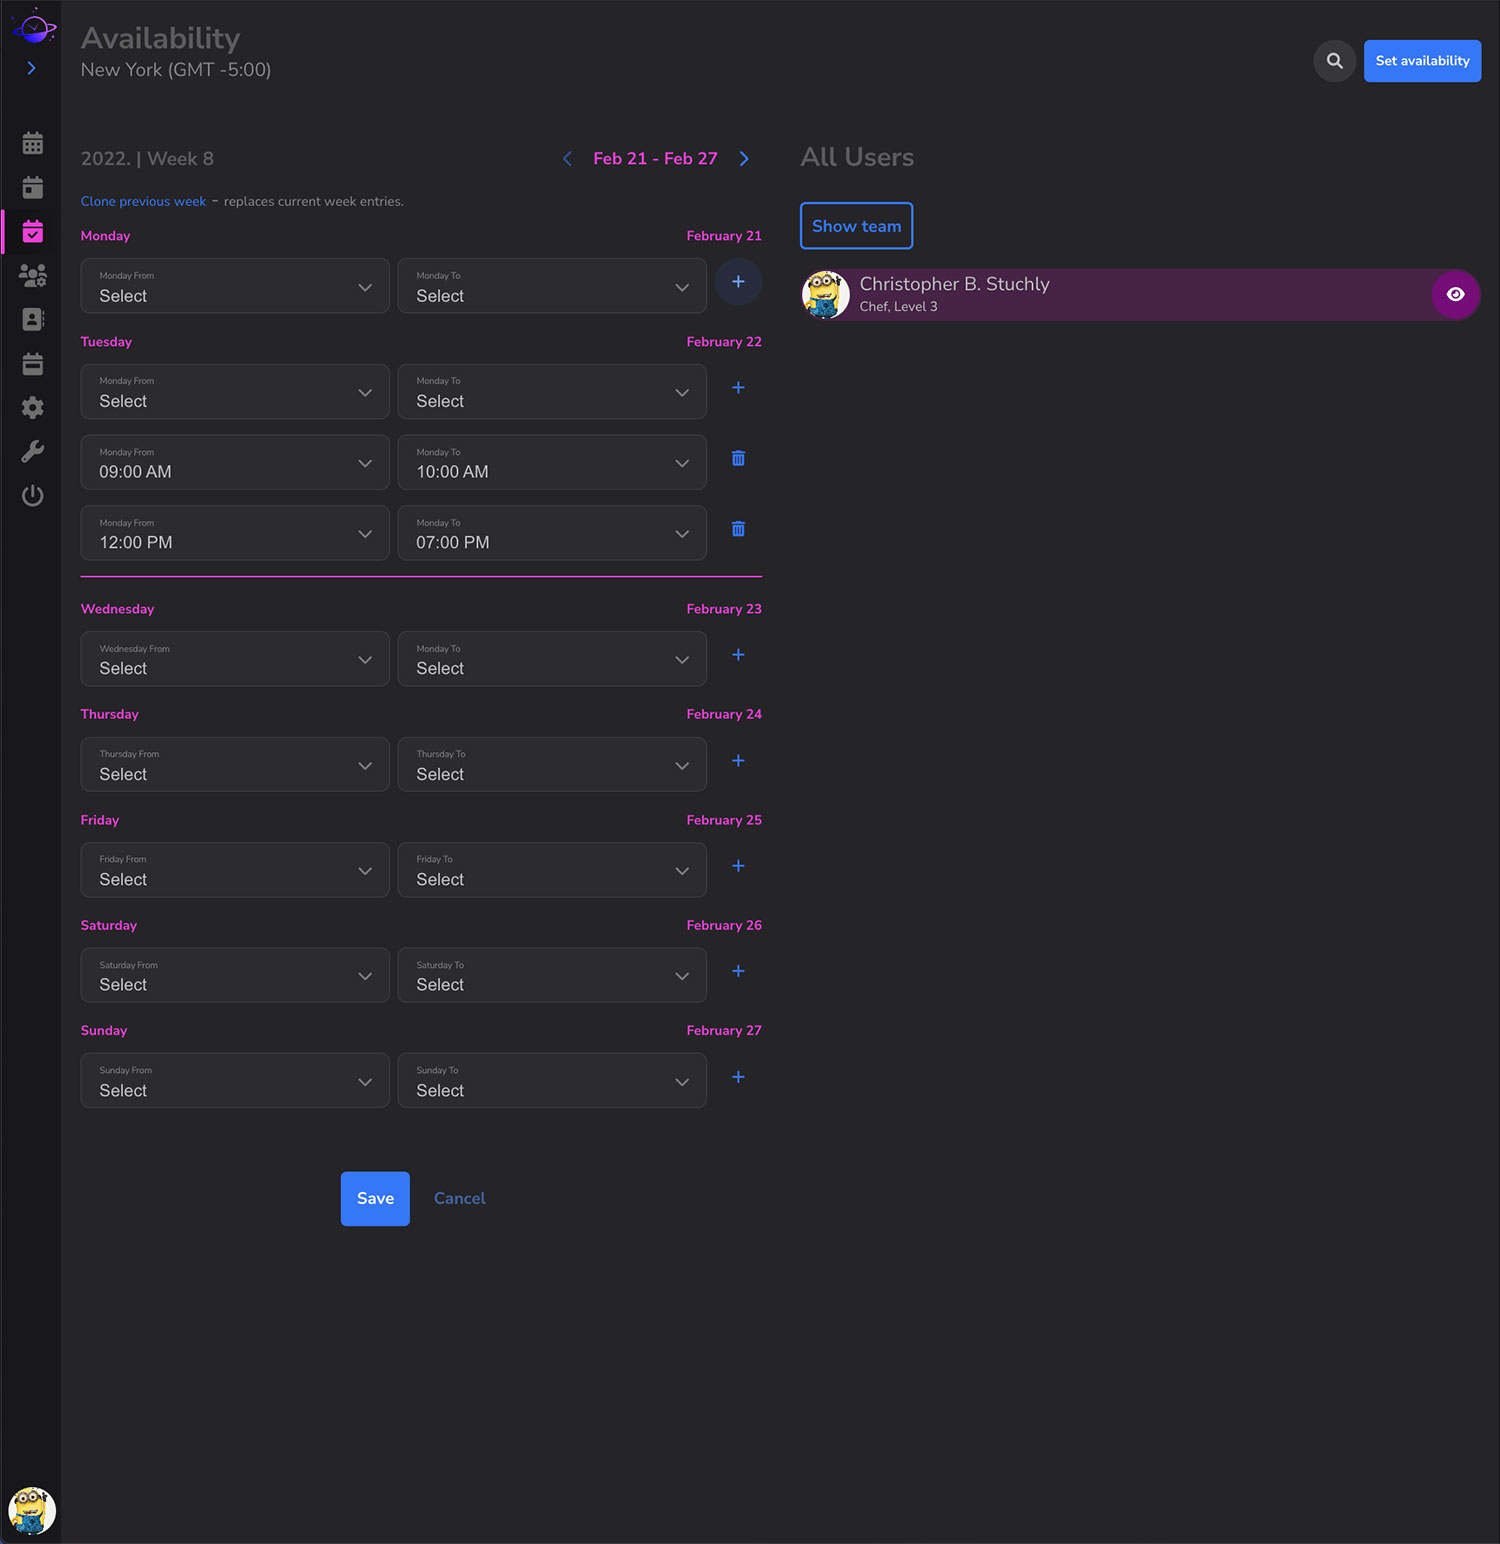 Availability
New York (GMT -5:00)
Set availability
2022. | Week 8
Feb 21 - Feb 27
Clone previous week - replaces current week entries.
Monday
February 21
Monday From
Select
Monday To
Select
Tuesday
February 22
Monday From
Select
Monday To
Select
Monday From
09:00 AM
Monday To
10:00 AM
Monday From
12:00 PM
Monday To
07:00 PM
Wednesday
February 23
Wednesday From
Select
Monday To
Select
Thursday
February 24
Thursday From
Select
Thursday To
Select
Friday
February 25
Friday From
Select
Friday To
Select
Saturday
February 26
Saturday From
Select
Saturday To
Select
Sunday
February 27
Sunday From
Select
Sunday To
Select
Save
Cancel
All Users
Show team
Christopher B. Stuchly
Chef, Level 3